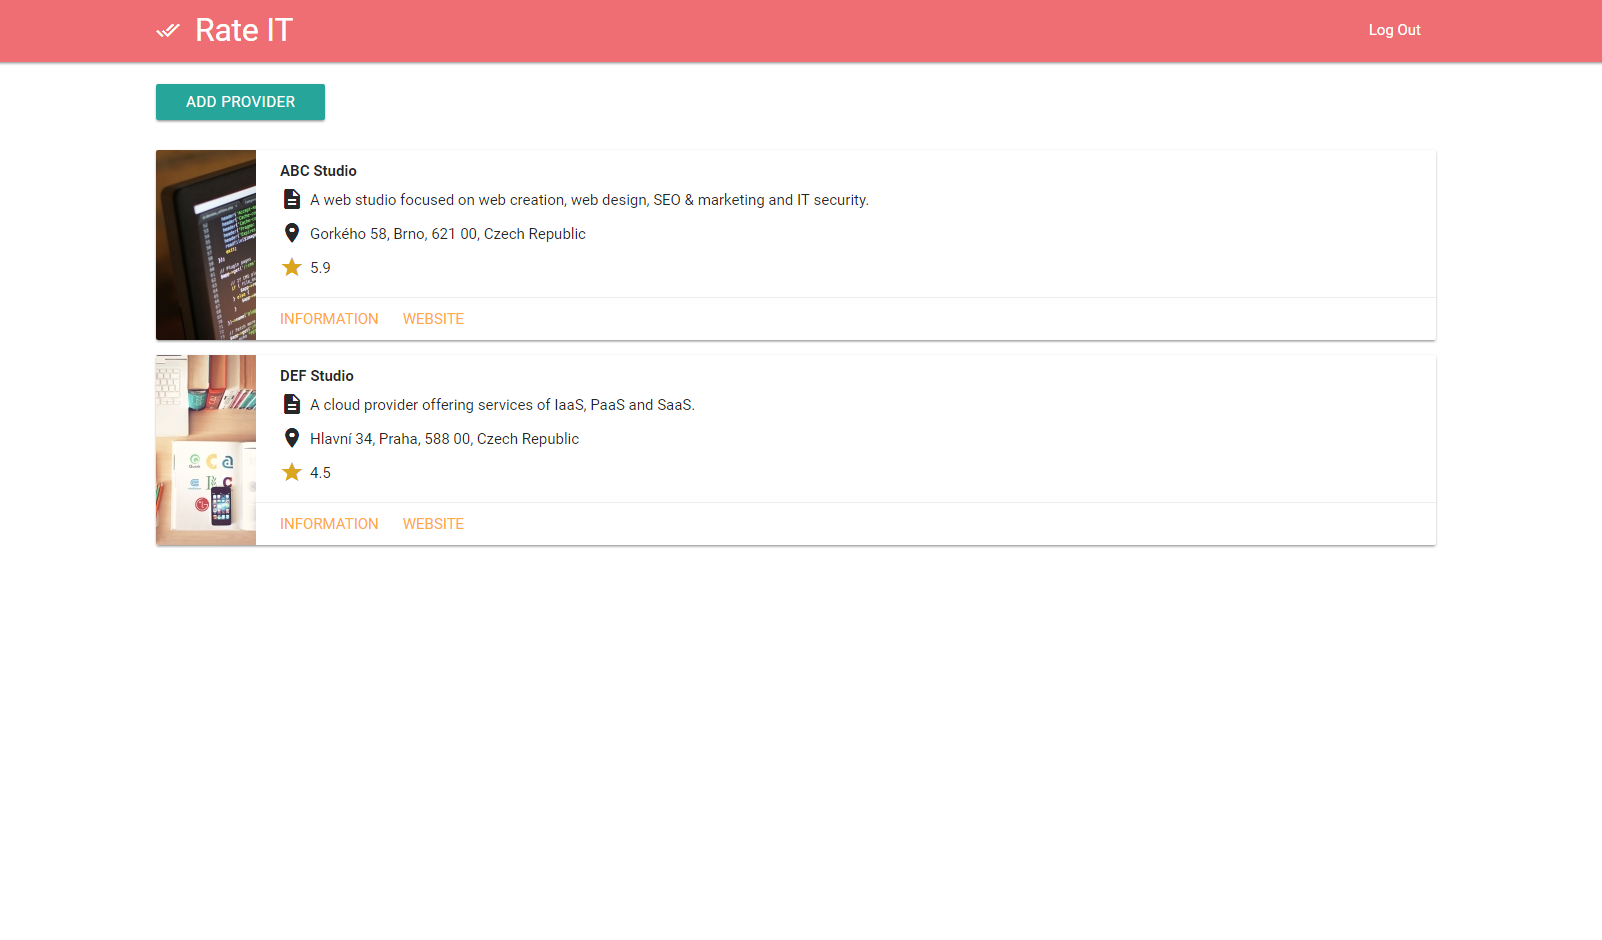 Rate IT
Log Out
ADD PROVIDER
ABC Studio
A web studio focused on web creation, web design, SEO & marketing and IT security.
Gorkého 58, Brno, 621 00, Czech Republic
5.9
INFORMATION WEBSITE
DEF Studio
A cloud provider offering services of IaaS, PaaS and SaaS.
Hlavní 34, Praha, 588 00, Czech Republic
4.5
INFORMATION WEBSITE